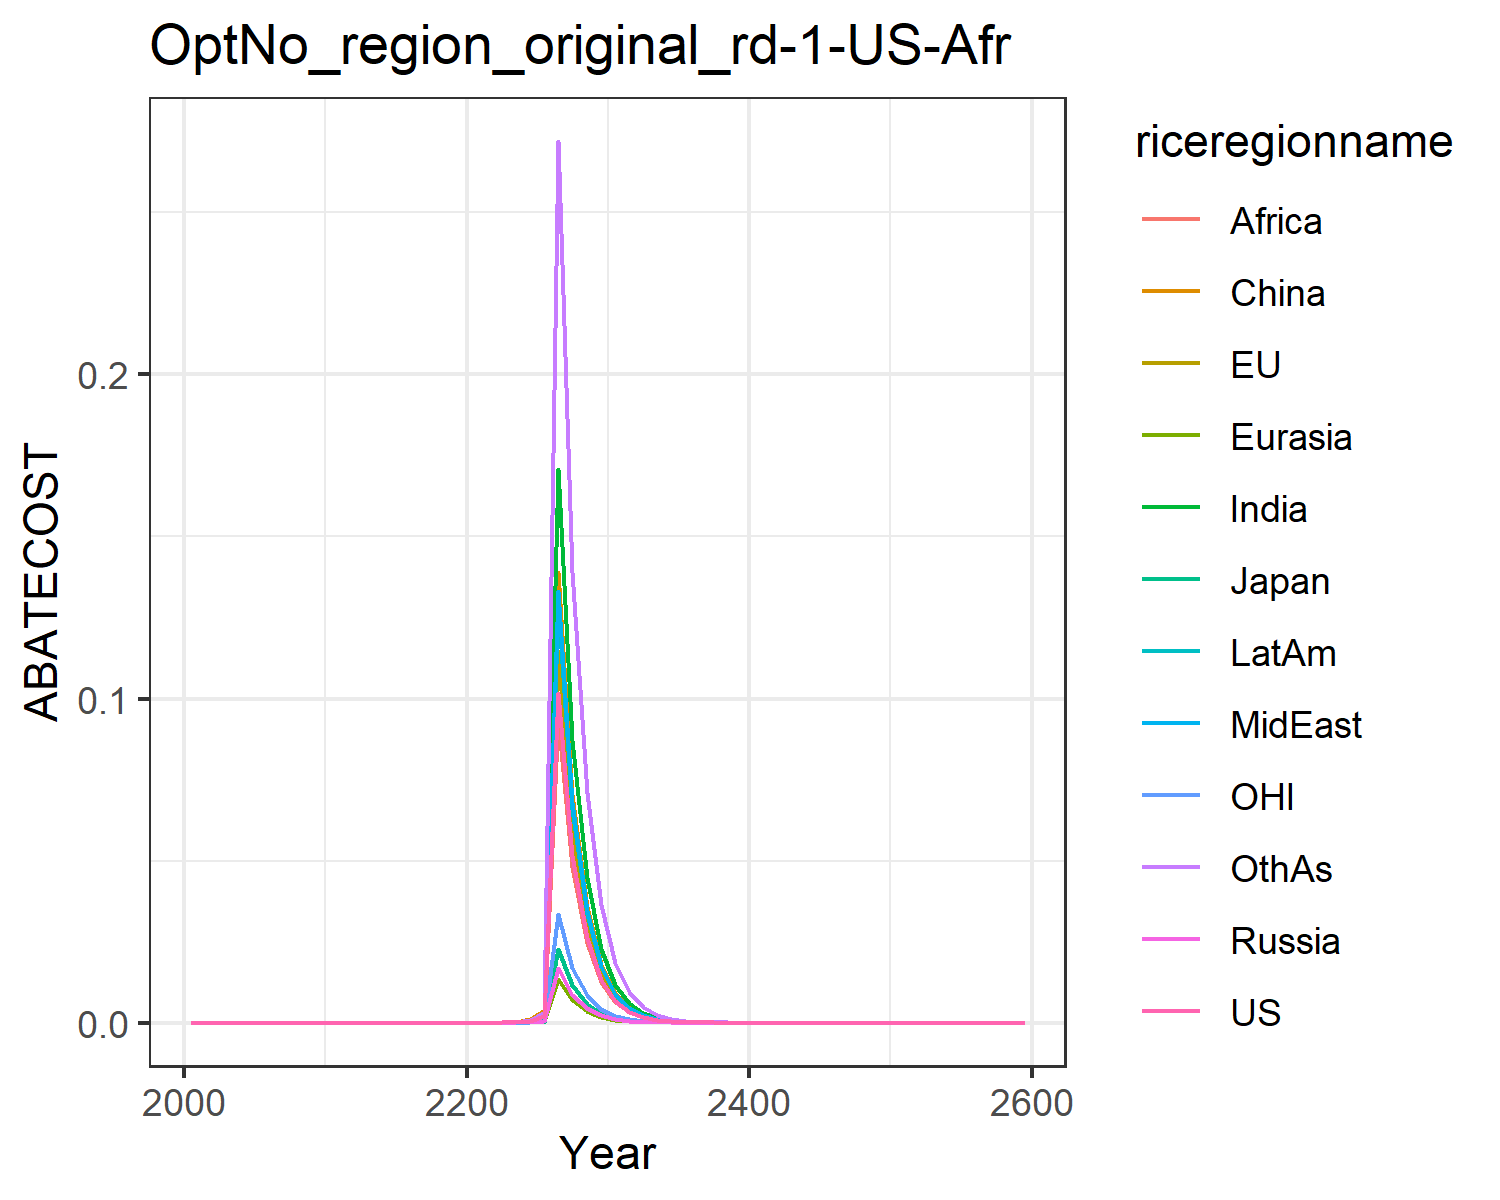 OptNo_region_original_rd-1-US-Afr
ABATECOST
0.2
0.1
0.0
2000
2200
2400
2600
Year
riceregionname
Africa
China
EU
Eurasia
India
Japan
LatAm
MidEast
OHI
OthAs
Russia
US